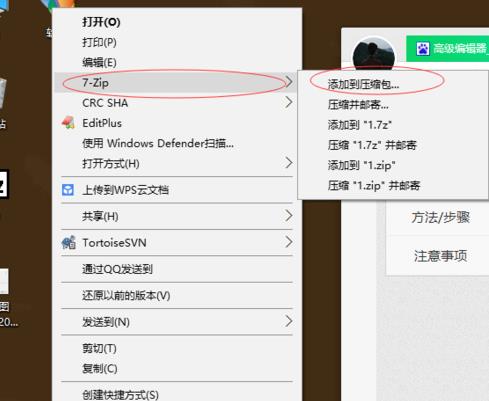 打开(O)
打印(P)
编辑(E)
7-Zip
CRC SHA
EditPlus
使用 Windows Defender扫描...
打开方式(H)
上传到WPS云文档
共享(H)
TortoiseSVN
通过QQ发送到
还原以前的版本(V)
发送到(N)
剪切(T)
复制(C)
创建快捷方式(S)
添加到压缩包...
压缩并邮寄...
添加到 "1.7z"
压缩 "1.7z" 并邮寄
添加到 "1.zip"
压缩 "1.zip" 并邮寄
高级编辑器
方法/步骤
注意事项
图
20...